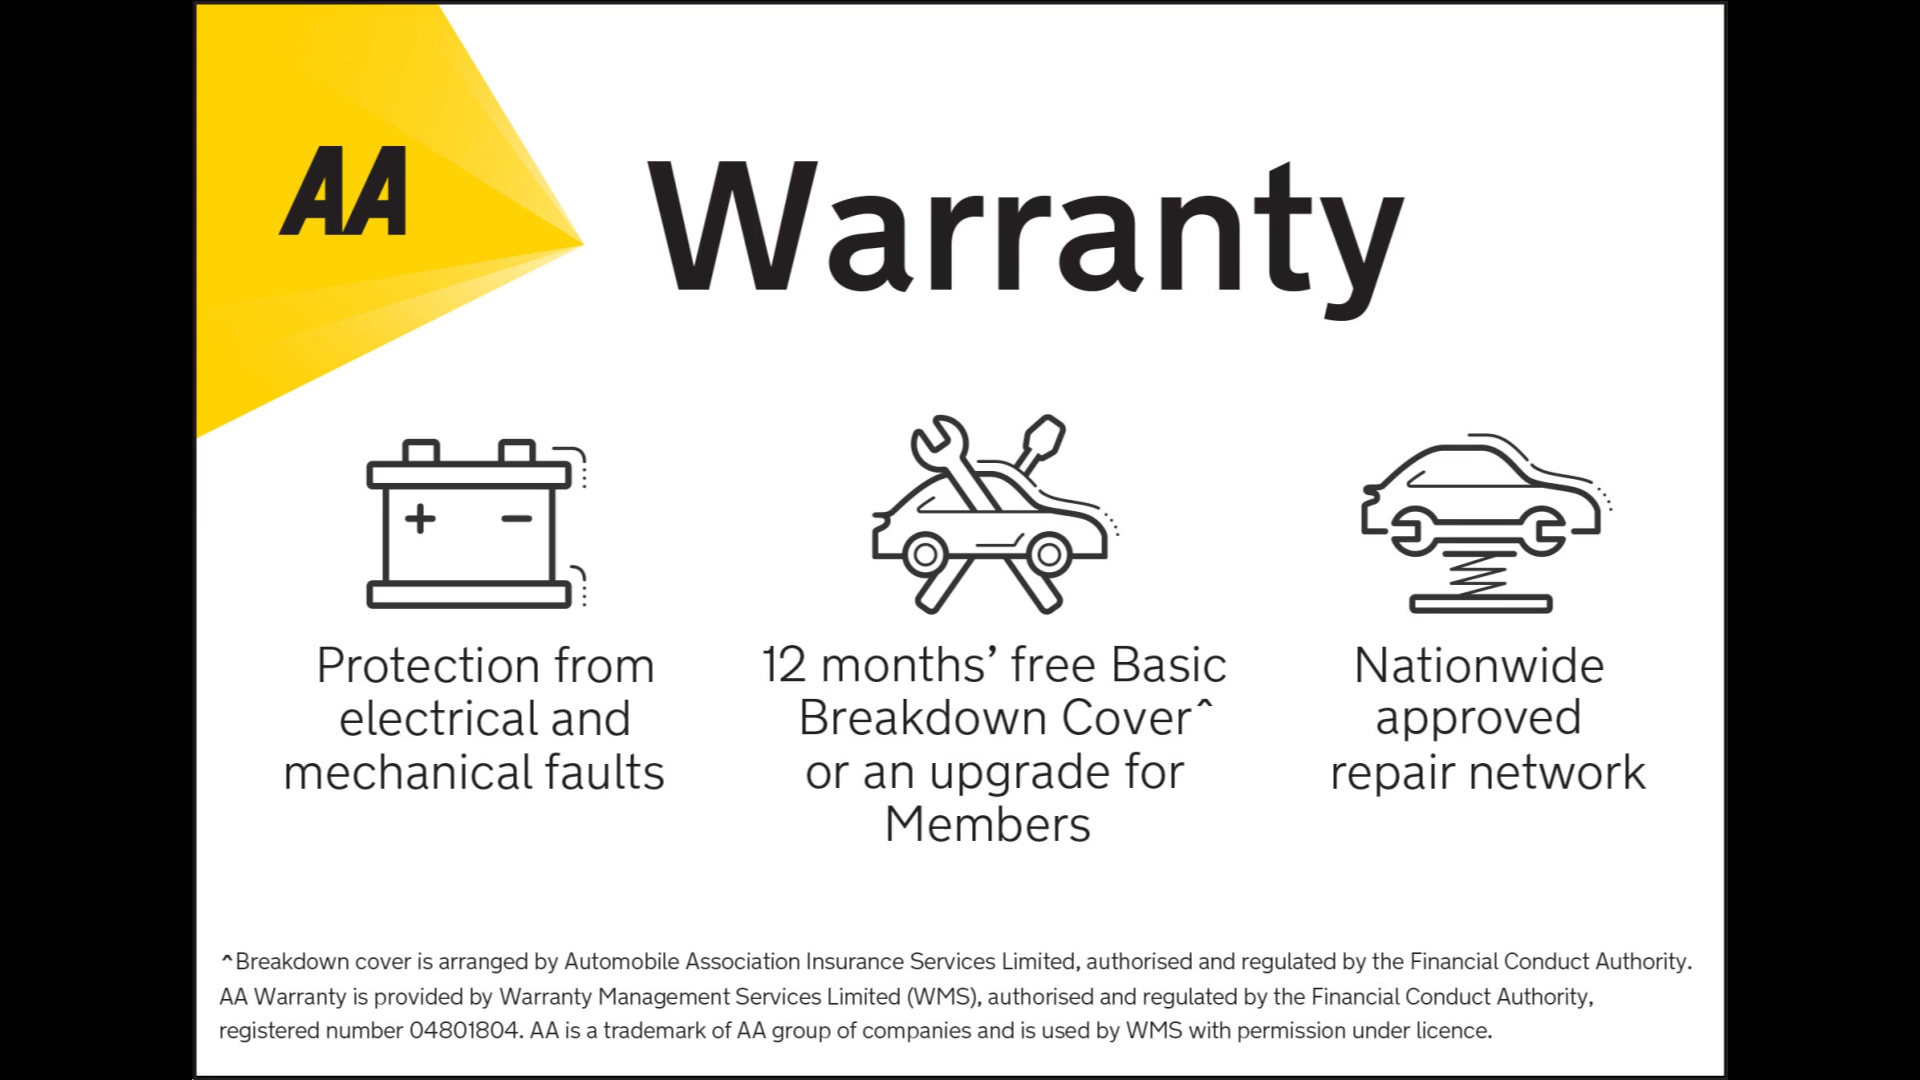 AA
Warranty
+ −
Protection from
electrical and
mechanical faults
12 months’ free Basic
Breakdown Cover^
or an upgrade for
Members
Nationwide
approved
repair network
^Breakdown cover is arranged by Automobile Association Insurance Services Limited, authorised and regulated by the Financial Conduct Authority.
AA Warranty is provided by Warranty Management Services Limited (WMS), authorised and regulated by the Financial Conduct Authority,
registered number 04801804. AA is a trademark of AA group of companies and is used by WMS with permission under licence.